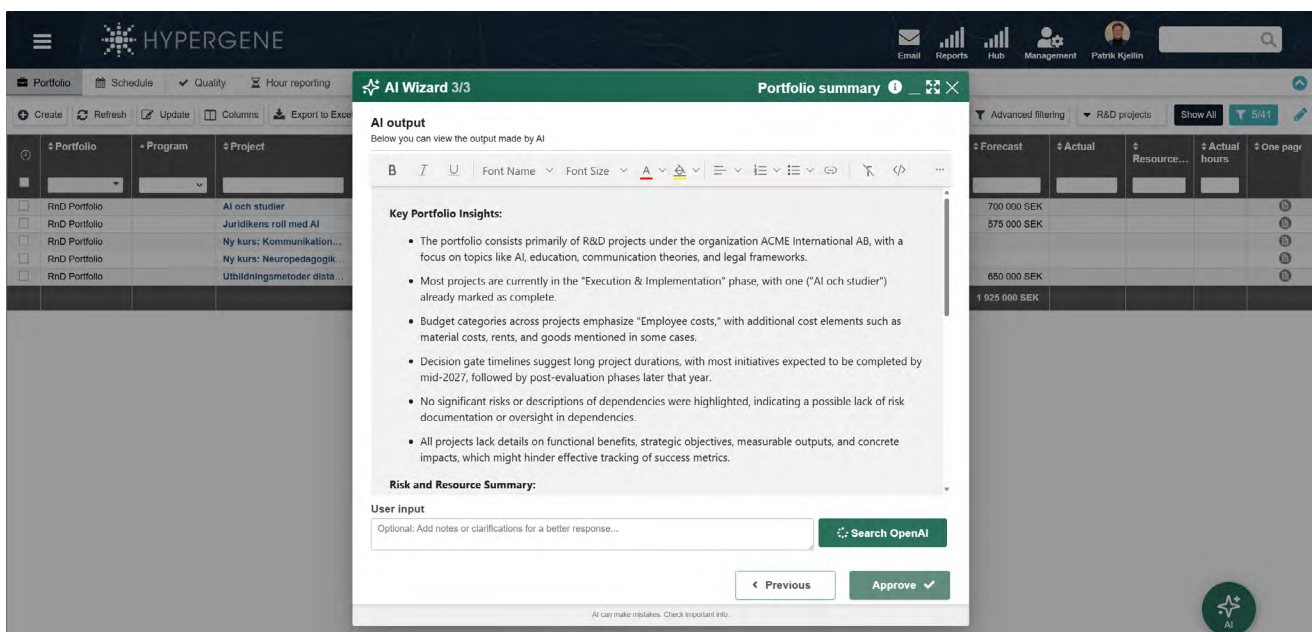 HYPERGENE
Email Reports Hub Management Patrik Kjellin
Portfolio Schedule Quality Hour reporting
Create Refresh Update Columns Export to Exce
Advanced filtering R&D projects Show All 5/41
Portfolio Program Project
Forecast Actual Resource... Actual hours One page
RnD Portfolio AI och studier 700 000 SEK
RnD Portfolio Juridikens roll med AI 575 000 SEK
RnD Portfolio Ny kurs: Kommunikation...
RnD Portfolio Ny kurs: Neuropedagogik...
RnD Portfolio Utbildningsmetoder dista... 650 000 SEK
1 925 000 SEK
AI Wizard 3/3 Portfolio summary
AI output
Below you can view the output made by AI
B I U Font Name Font Size A
Key Portfolio Insights:
• The portfolio consists primarily of R&D projects under the organization ACME International AB, with a
focus on topics like AI, education, communication theories, and legal frameworks.
• Most projects are currently in the "Execution & Implementation" phase, with one ("AI och studier")
already marked as complete.
• Budget categories across projects emphasize "Employee costs," with additional cost elements such as
material costs, rents, and goods mentioned in some cases.
• Decision gate timelines suggest long project durations, with most initiatives expected to be completed by
mid-2027, followed by post-evaluation phases later that year.
• No significant risks or descriptions of dependencies were highlighted, indicating a possible lack of risk
documentation or oversight in dependencies.
• All projects lack details on functional benefits, strategic objectives, measurable outputs, and concrete
impacts, which might hinder effective tracking of success metrics.
Risk and Resource Summary:
User input
Optional: Add notes or clarifications for a better response...
Search OpenAI
Previous Approve
AI can make mistakes. Check important info.
AI